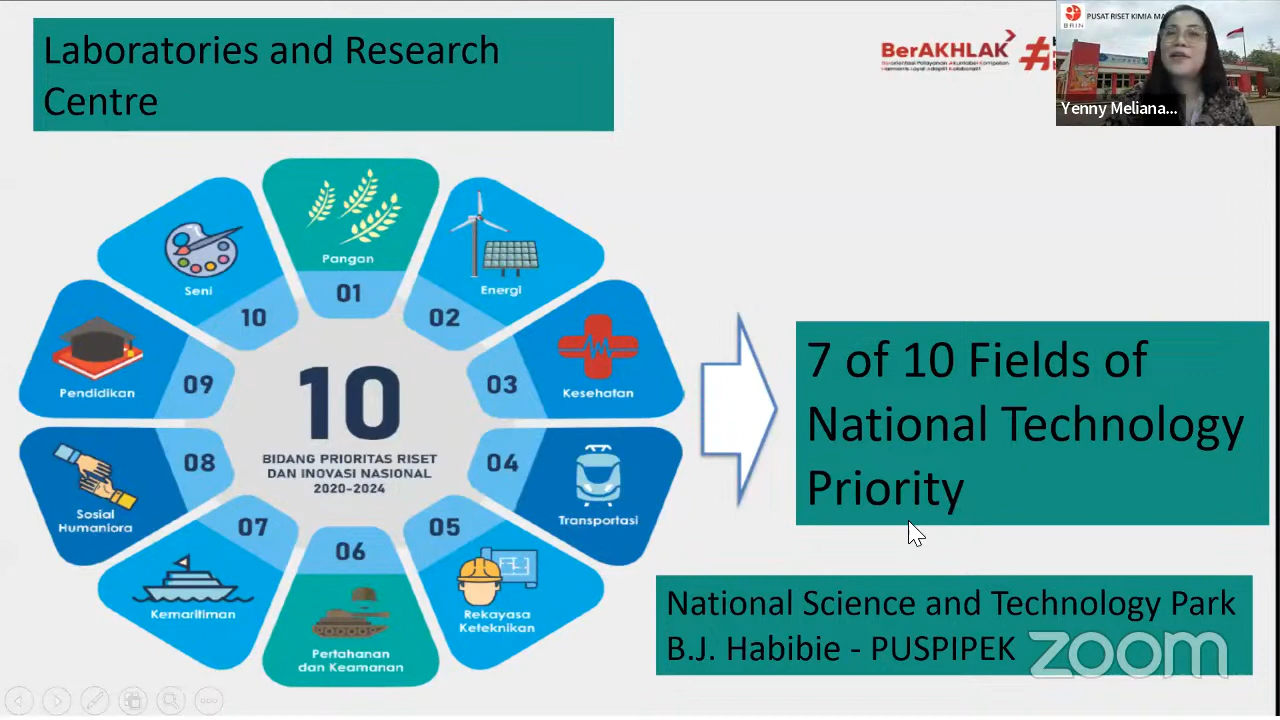 Laboratories and Research
Centre
BerAKHLAK
#
BRIN
PUSAT RISET KIMIA MA
Yenny Meliana...
Pangan
01
Energi
02
Kesehatan
03
Transportasi
04
Rekayasa
Keteknikan
05
Pertahanan
dan Keamanan
06
Kemaritiman
07
Sosial
Humaniora
08
Pendidikan
09
Seni
10
10
BIDANG PRIORITAS RISET
DAN INOVASI NASIONAL
2020-2024
7 of 10 Fields of
National Technology
Priority
National Science and Technology Park
B.J. Habibie - PUSPIPEK
zoom